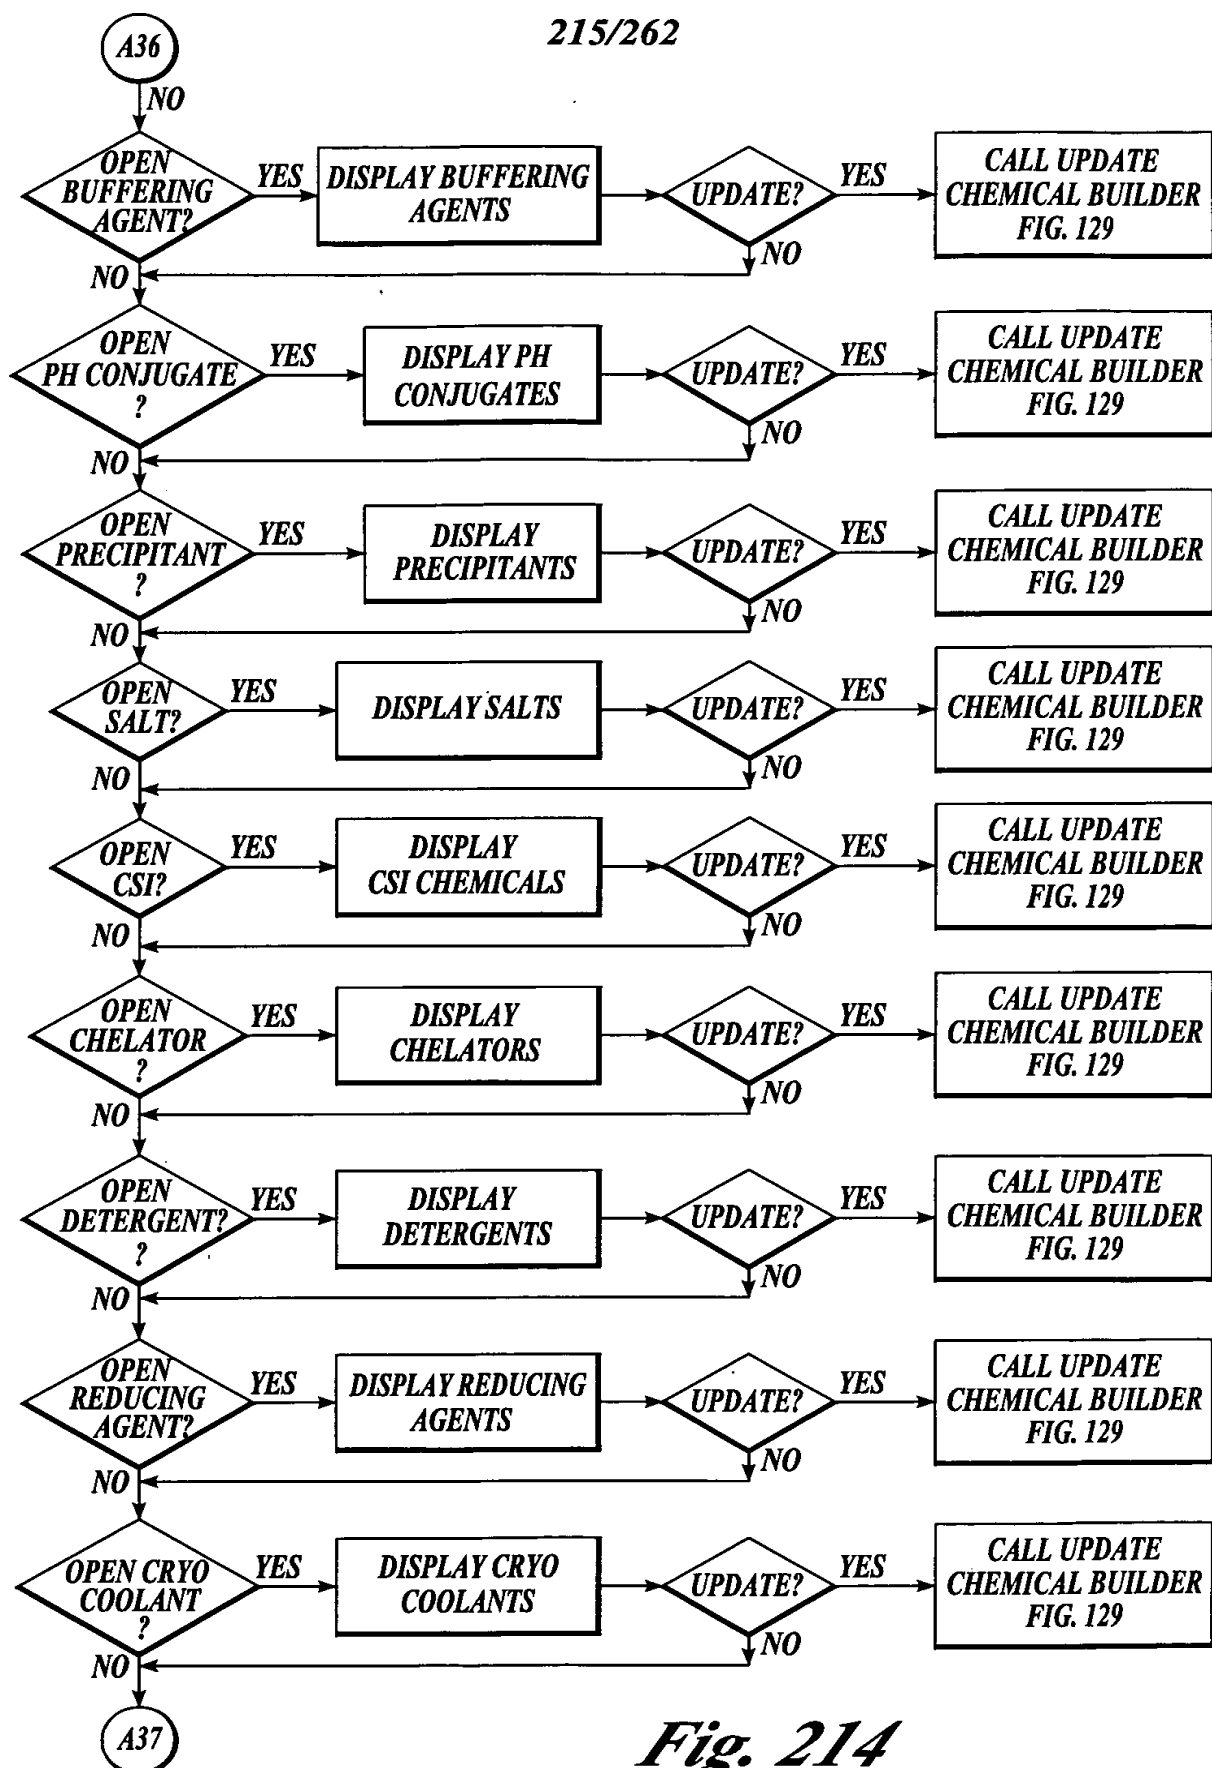 215/262
A36
NO
OPEN
BUFFERING
AGENT?
YES
DISPLAY BUFFERING
AGENTS
UPDATE?
YES
CALL UPDATE
CHEMICAL BUILDER
FIG. 129
NO
NO
OPEN
PH CONJUGATE
?
YES
DISPLAY PH
CONJUGATES
UPDATE?
YES
CALL UPDATE
CHEMICAL BUILDER
FIG. 129
NO
NO
OPEN
PRECIPITANT
?
YES
DISPLAY
PRECIPITANTS
UPDATE?
YES
CALL UPDATE
CHEMICAL BUILDER
FIG. 129
NO
NO
OPEN
SALT?
YES
DISPLAY SALTS
UPDATE?
YES
CALL UPDATE
CHEMICAL BUILDER
FIG. 129
NO
NO
OPEN
CSI?
YES
DISPLAY
CSI CHEMICALS
UPDATE?
YES
CALL UPDATE
CHEMICAL BUILDER
FIG. 129
NO
NO
OPEN
CHELATOR
?
YES
DISPLAY
CHELATORS
UPDATE?
YES
CALL UPDATE
CHEMICAL BUILDER
FIG. 129
NO
NO
OPEN
DETERGENT?
?
YES
DISPLAY
DETERGENTS
UPDATE?
YES
CALL UPDATE
CHEMICAL BUILDER
FIG. 129
NO
NO
OPEN
REDUCING
AGENT?
YES
DISPLAY REDUCING
AGENTS
UPDATE?
YES
CALL UPDATE
CHEMICAL BUILDER
FIG. 129
NO
NO
OPEN CRYO
COOLANT
?
YES
DISPLAY CRYO
COOLANTS
UPDATE?
YES
CALL UPDATE
CHEMICAL BUILDER
FIG. 129
NO
NO
A37
Fig. 214